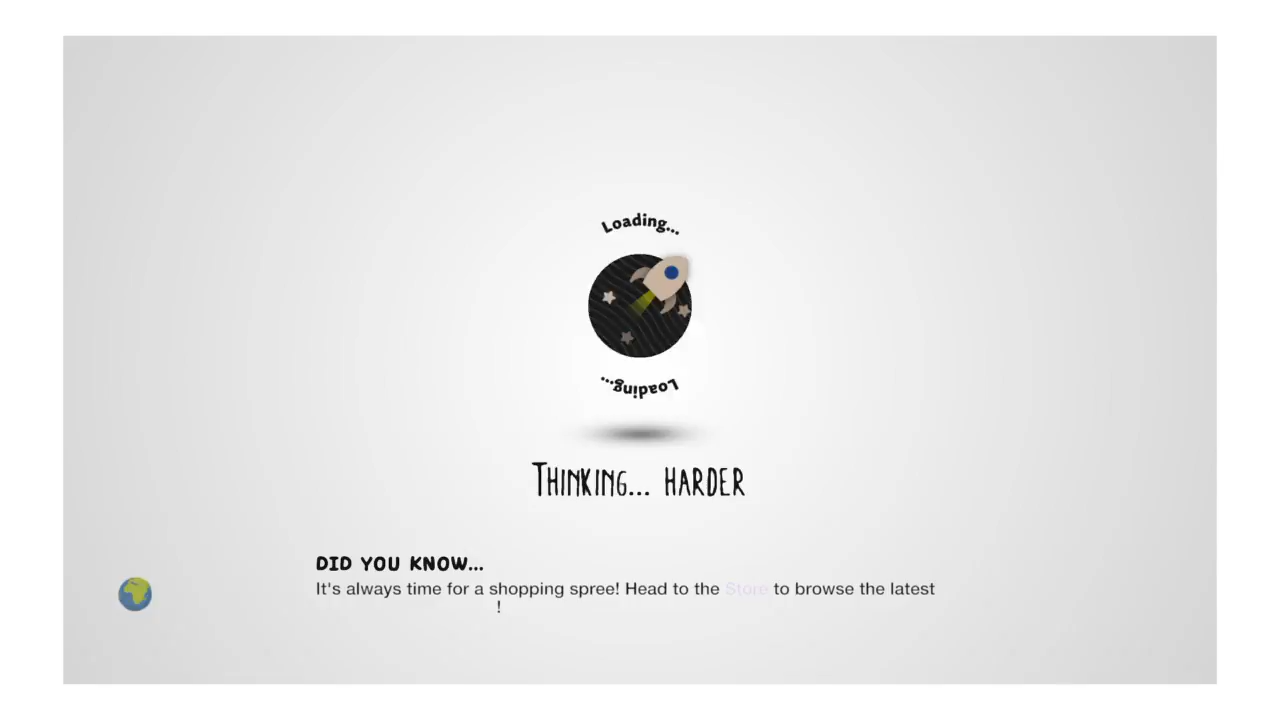 Loading...
Loading...
THINKING... HARDER
DID YOU KNOW...
It's always time for a shopping spree! Head to the Store to browse the latest
!